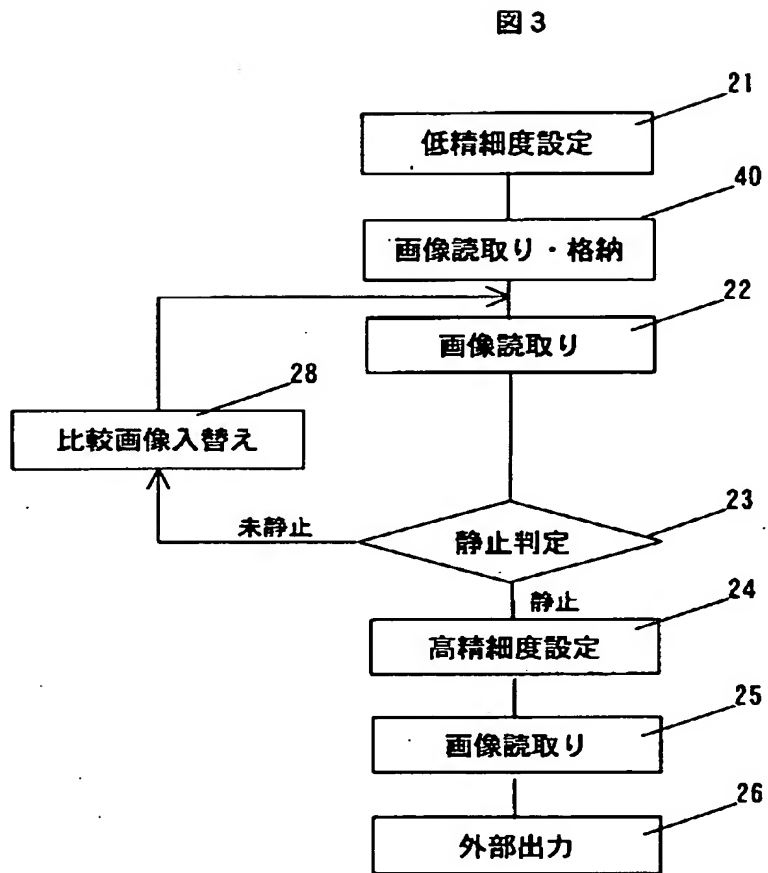 図3
21
低精細度設定
40
画像読取り・格納
22
画像読取り
28
比較画像入替え
未静止
23
静止判定
静止
24
高精細度設定
25
画像読取り
26
外部出力